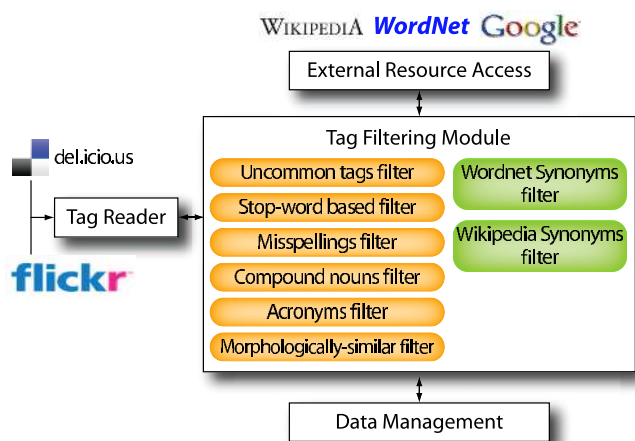 WIKIPEDIA WordNet Google
External Resource Access
Tag Filtering Module
del.icio.us
Tag Reader
flickr
Uncommon tags filter
Stop-word based filter
Misspellings filter
Compound nouns filter
Acronyms filter
Morphologically-similar filter
Wordnet Synonyms
filter
Wikipedia Synonyms
filter
Data Management